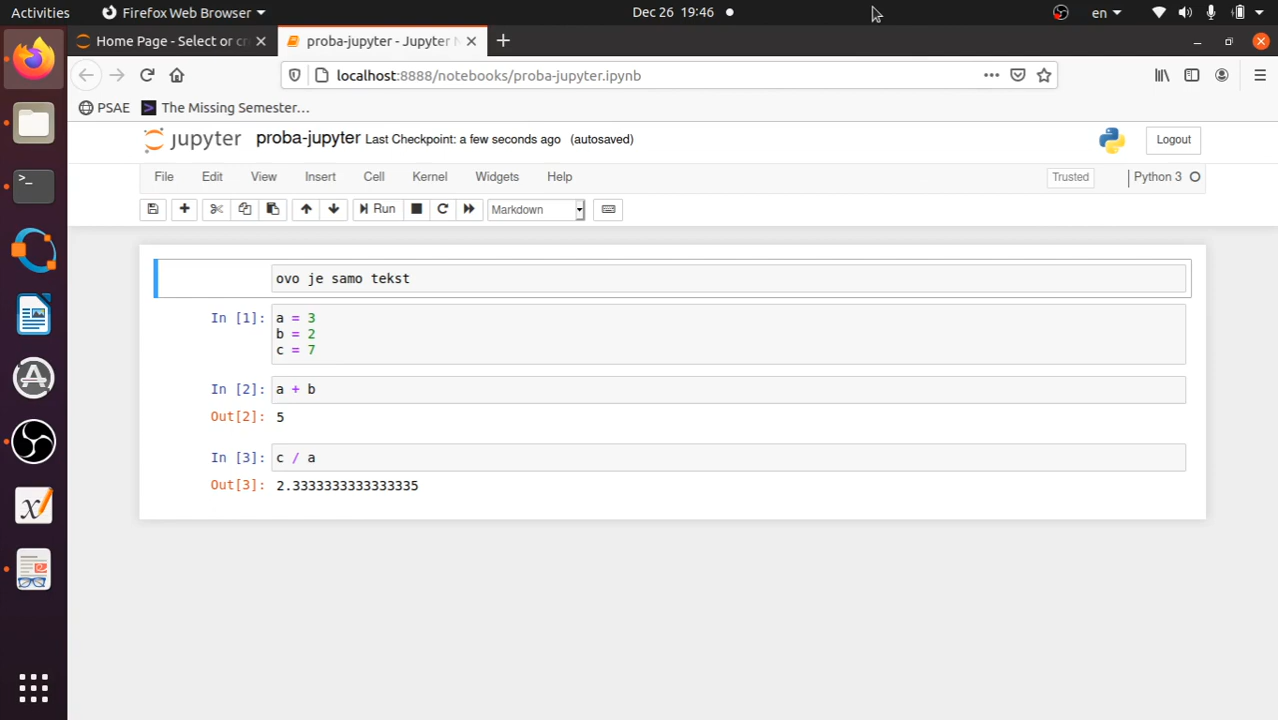 Activities Firefox Web Browser Dec 26 19:46 en
Home Page - Select or cr proba-jupyter - Jupyter N
localhost:8888/notebooks/proba-jupyter.ipynb
PSAE The Missing Semester…
jupyter proba-jupyter Last Checkpoint: a few seconds ago (autosaved) Logout
File Edit View Insert Cell Kernel Widgets Help Trusted Python 3
Run Markdown
ovo je samo tekst
In [1]: a = 3
b = 2
c = 7
In [2]: a + b
Out[2]: 5
In [3]: c / a
Out[3]: 2.3333333333333335